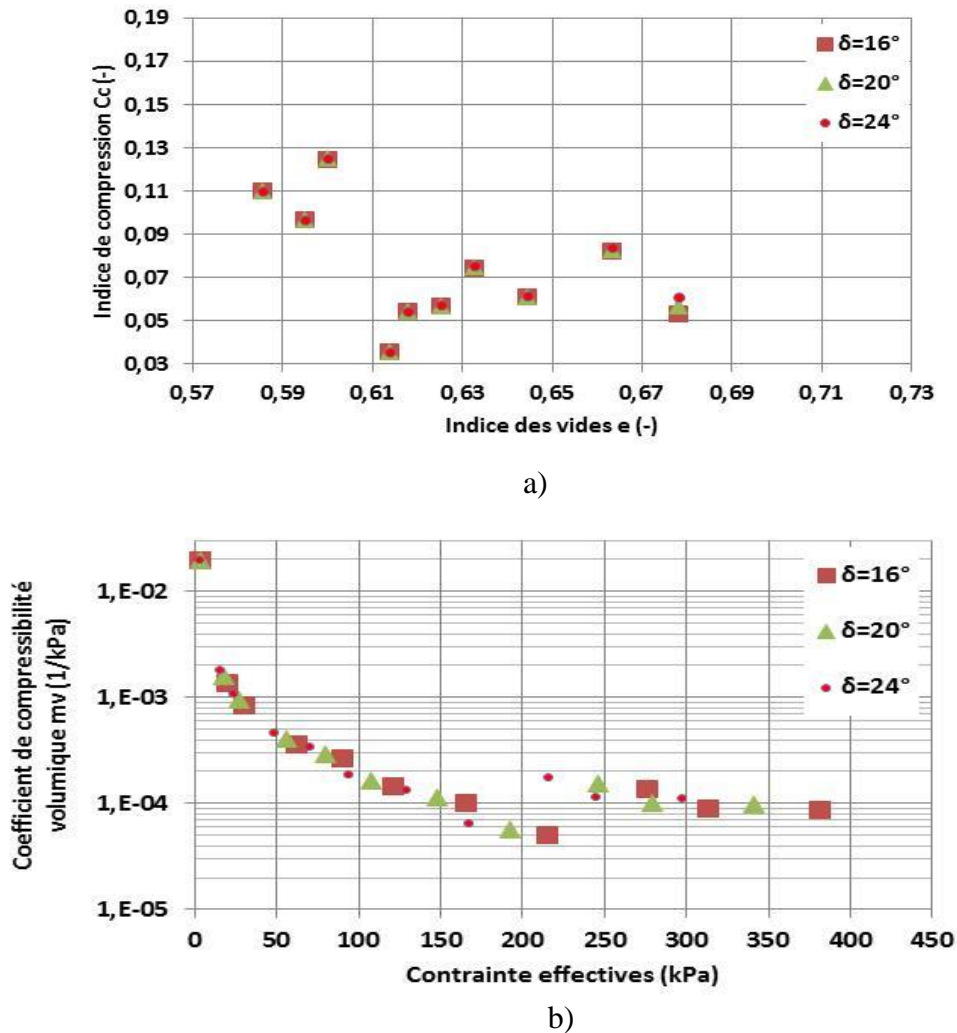 0,19
0,17
0,15
0,13
0,11
0,09
0,07
0,05
0,03
Indice de compression Cc (-)
δ=16°
δ=20°
δ=24°
0,57 0,59 0,61 0,63 0,65 0,67 0,69 0,71 0,73
Indice des vides e (-)
a)
Coefficient de compressibilité
volumique mv (1/kPa)
1,E-02
1,E-03
1,E-04
1,E-05
δ=16°
δ=20°
δ=24°
0 50 100 150 200 250 300 350 400 450
Contrainte effectives (kPa)
b)